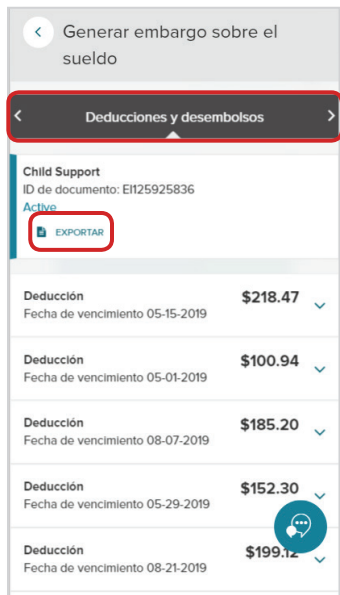 Generar embargo sobre el
sueldo
Deducciones y desembolsos
Child Support
ID de documento: EI125925836
Active
EXPORTAR
Deducción $218.47
Fecha de vencimiento 05-15-2019
Deducción $100.94
Fecha de vencimiento 05-01-2019
Deducción $185.20
Fecha de vencimiento 08-07-2019
Deducción $152.30
Fecha de vencimiento 05-29-2019
Deducción $199.12
Fecha de vencimiento 08-21-2019